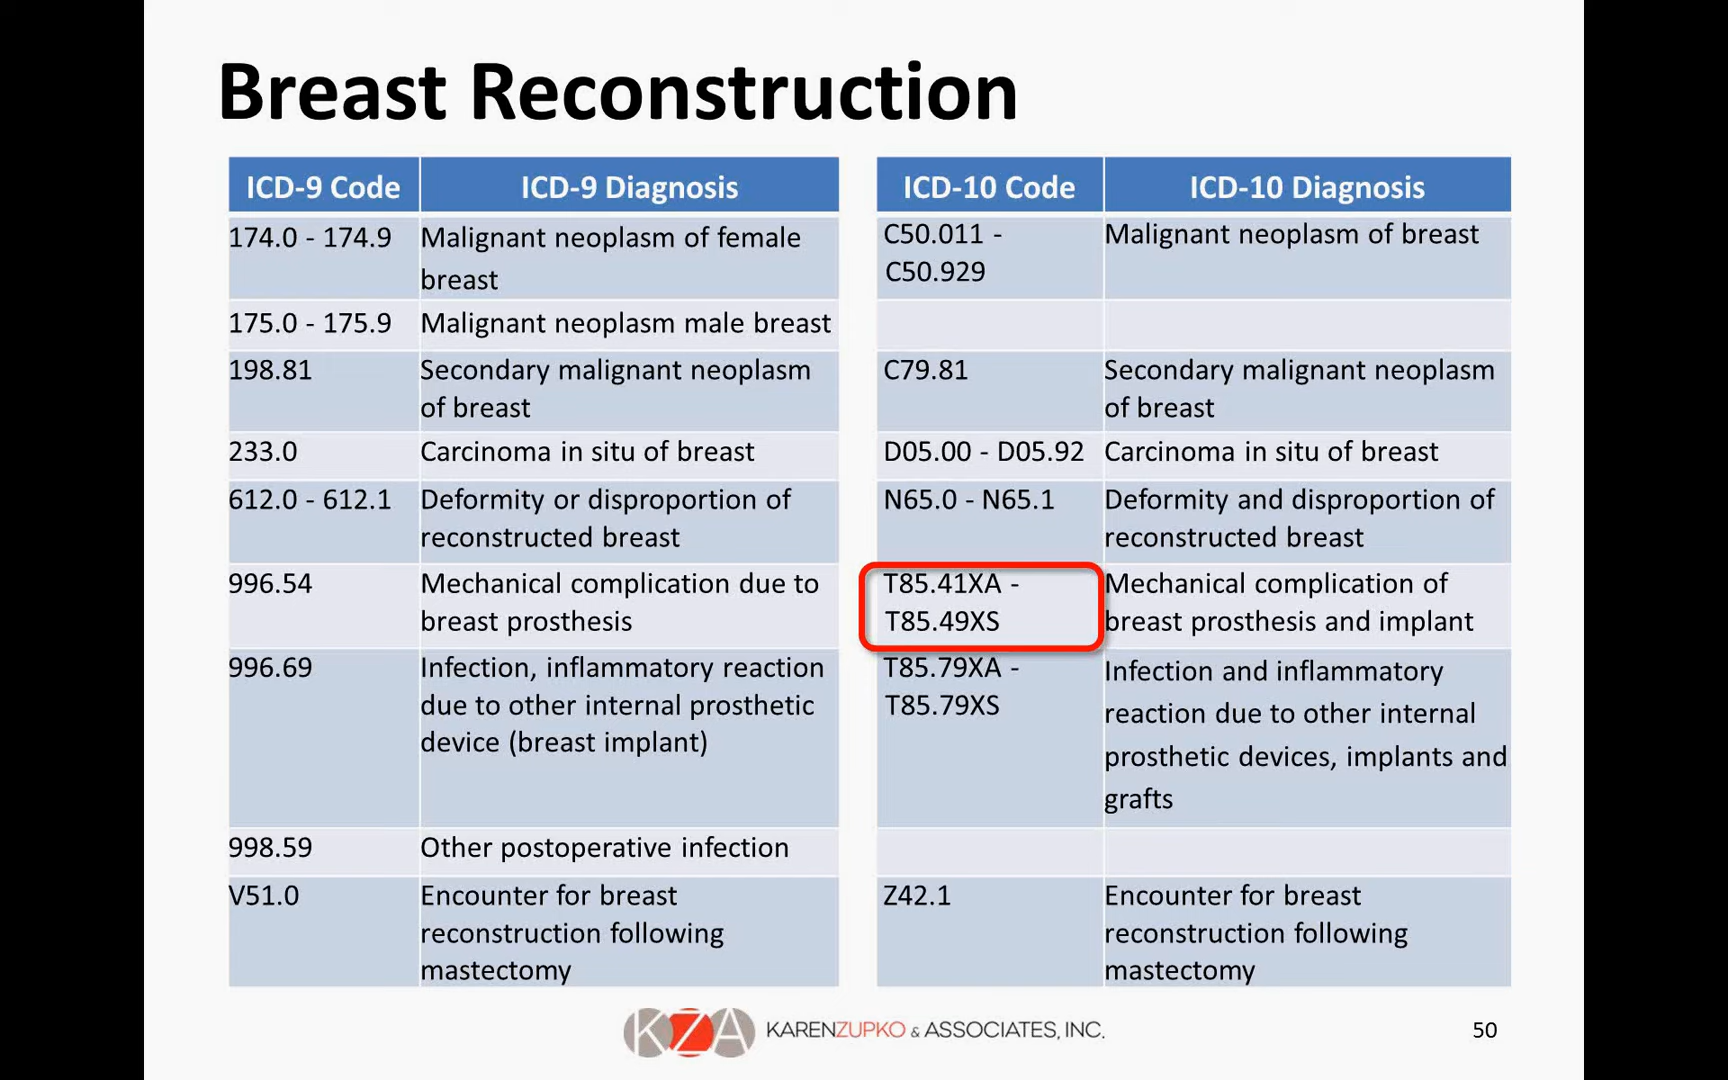 Breast Reconstruction
ICD-9 Code ICD-9 Diagnosis
174.0 - 174.9 Malignant neoplasm of female
breast
175.0 - 175.9 Malignant neoplasm male breast
198.81 Secondary malignant neoplasm
of breast
233.0 Carcinoma in situ of breast
612.0 - 612.1 Deformity or disproportion of
reconstructed breast
996.54 Mechanical complication due to
breast prosthesis
996.69 Infection, inflammatory reaction
due to other internal prosthetic
device (breast implant)
998.59 Other postoperative infection
V51.0 Encounter for breast
reconstruction following
mastectomy
ICD-10 Code ICD-10 Diagnosis
C50.011 - Malignant neoplasm of breast
C50.929
C79.81 Secondary malignant neoplasm
of breast
D05.00 - D05.92 Carcinoma in situ of breast
N65.0 - N65.1 Deformity and disproportion of
reconstructed breast
T85.41XA - Mechanical complication of
T85.49XS breast prosthesis and implant
T85.79XA - Infection and inflammatory
T85.79XS reaction due to other internal
prosthetic devices, implants and
grafts
Z42.1 Encounter for breast
reconstruction following
mastectomy
KZA KARENZUPKO & ASSOCIATES, INC.
50